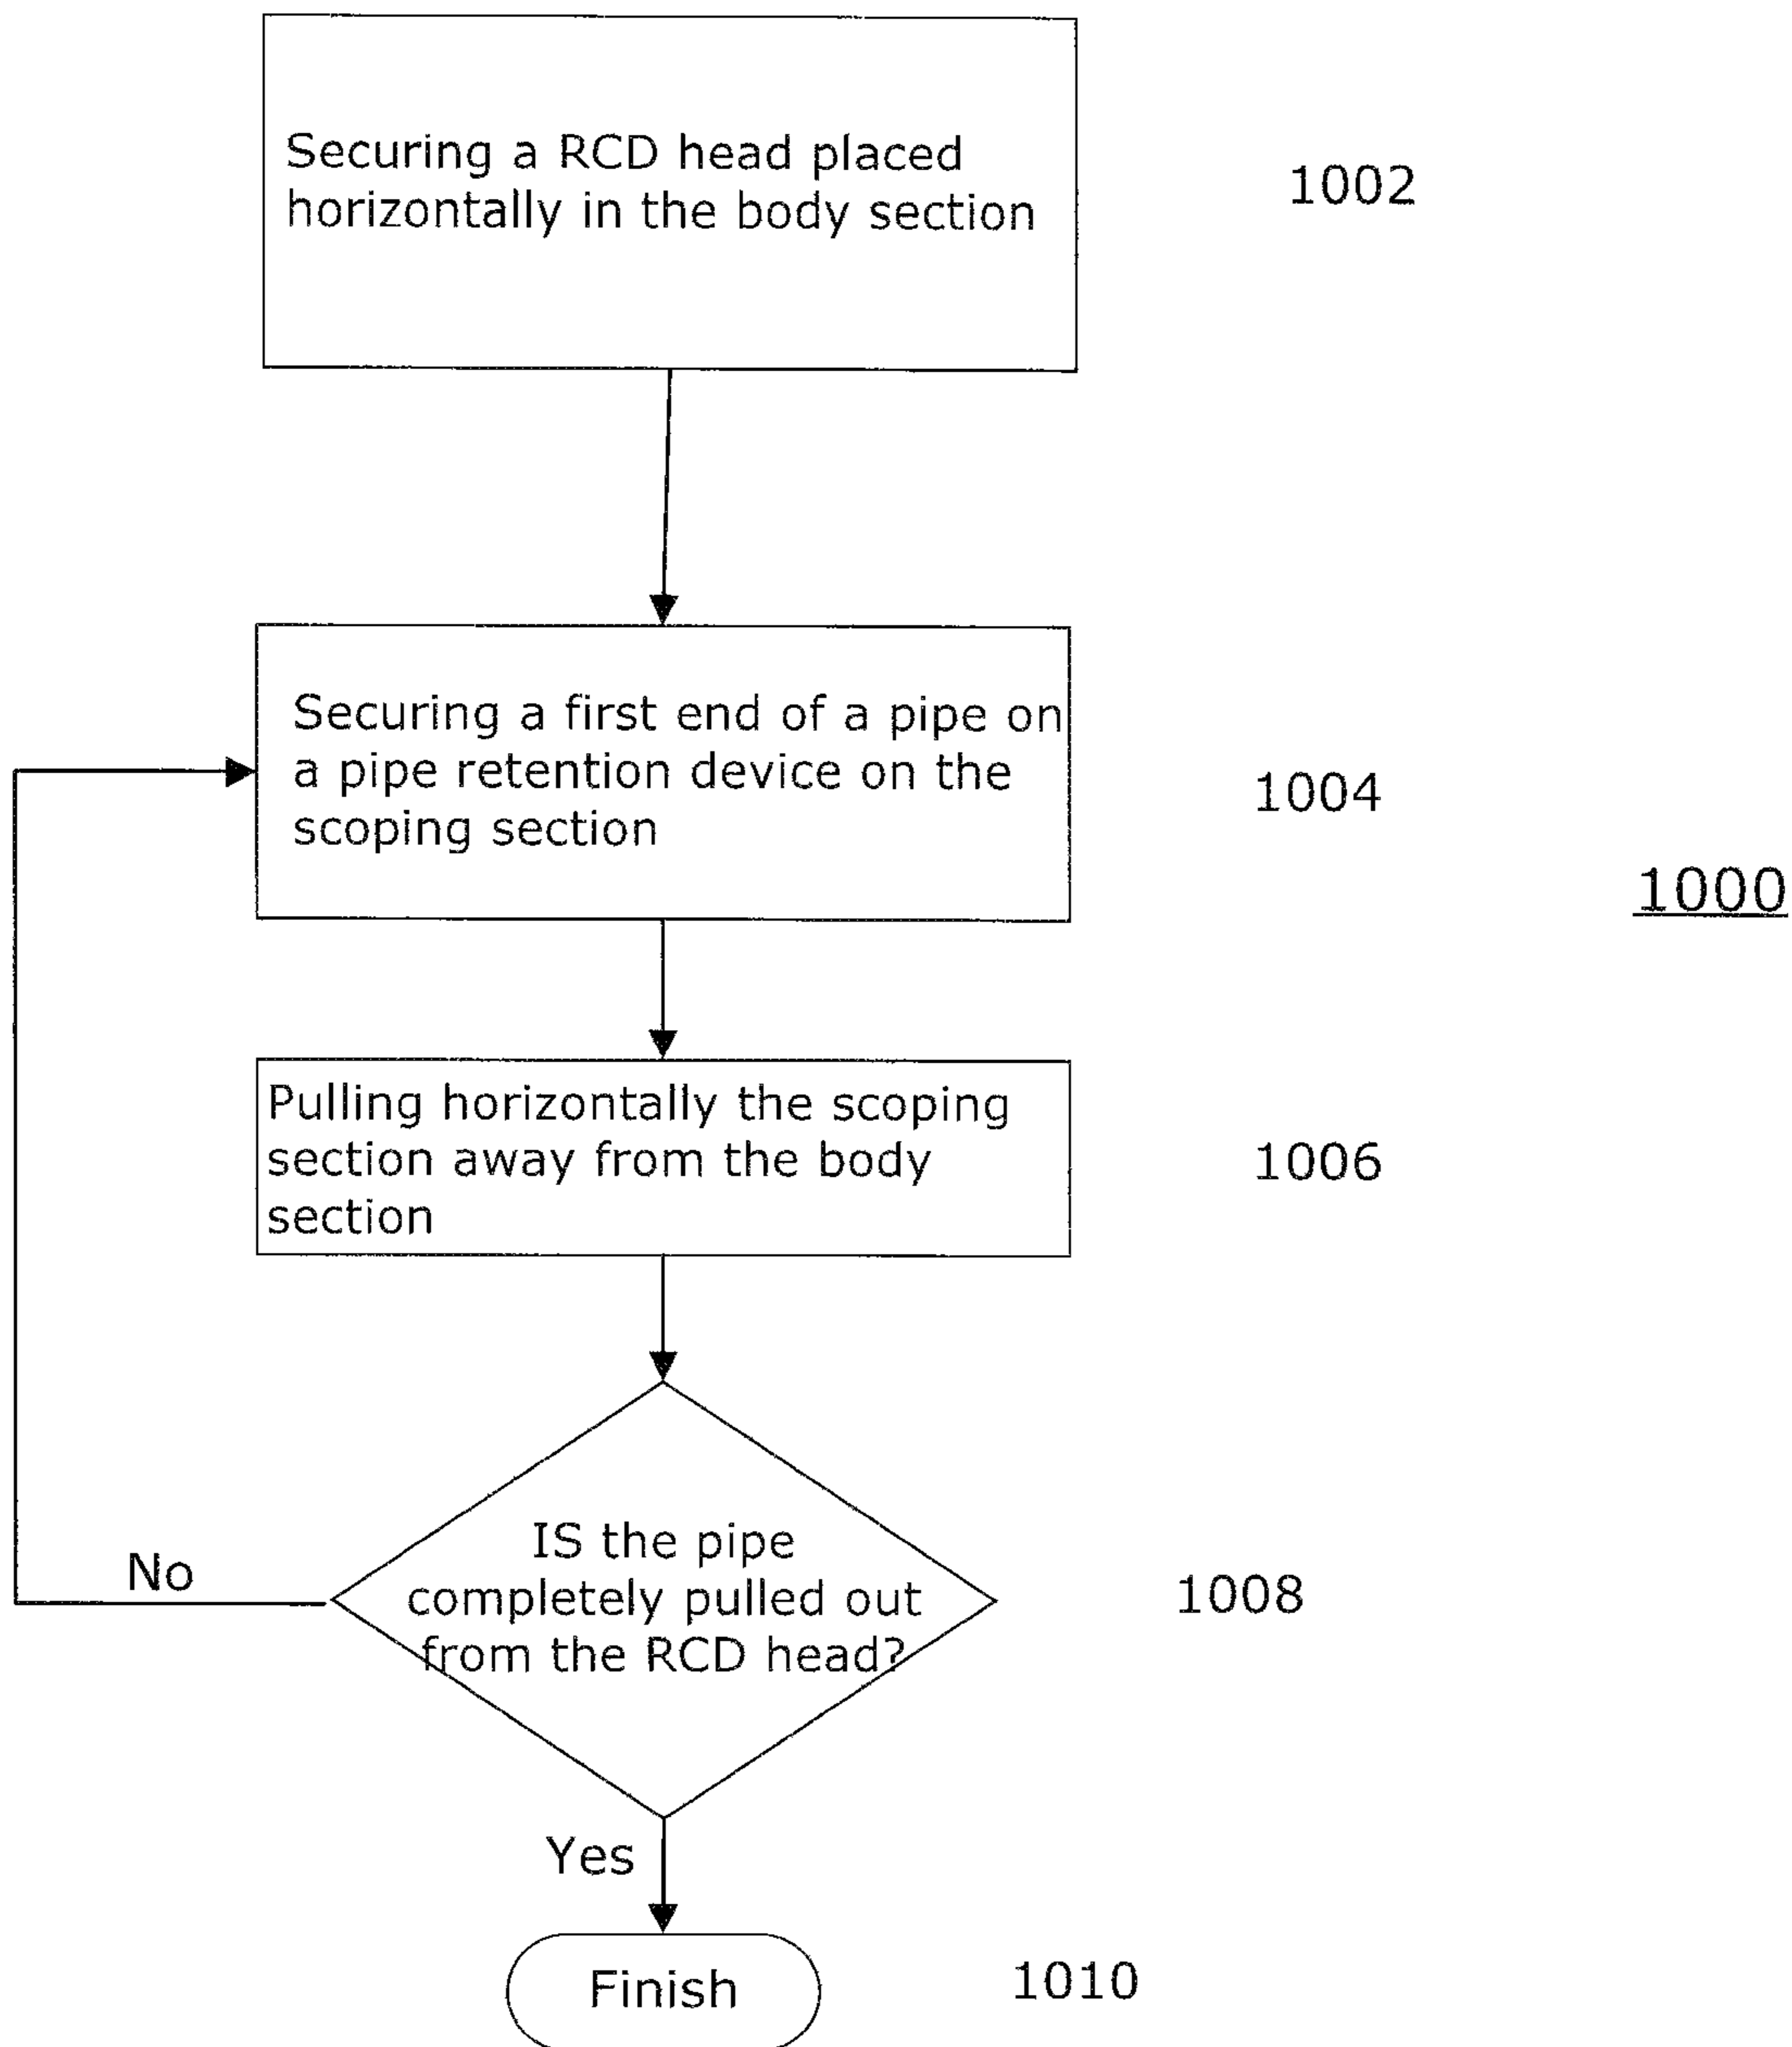 Securing a RCD head placed
horizontally in the body section
1002
Securing a first end of a pipe on
a pipe retention device on the
scoping section
1004
1000
Pulling horizontally the scoping
section away from the body
section
1006
IS the pipe
completely pulled out
from the RCD head?
No
1008
Yes
Finish
1010